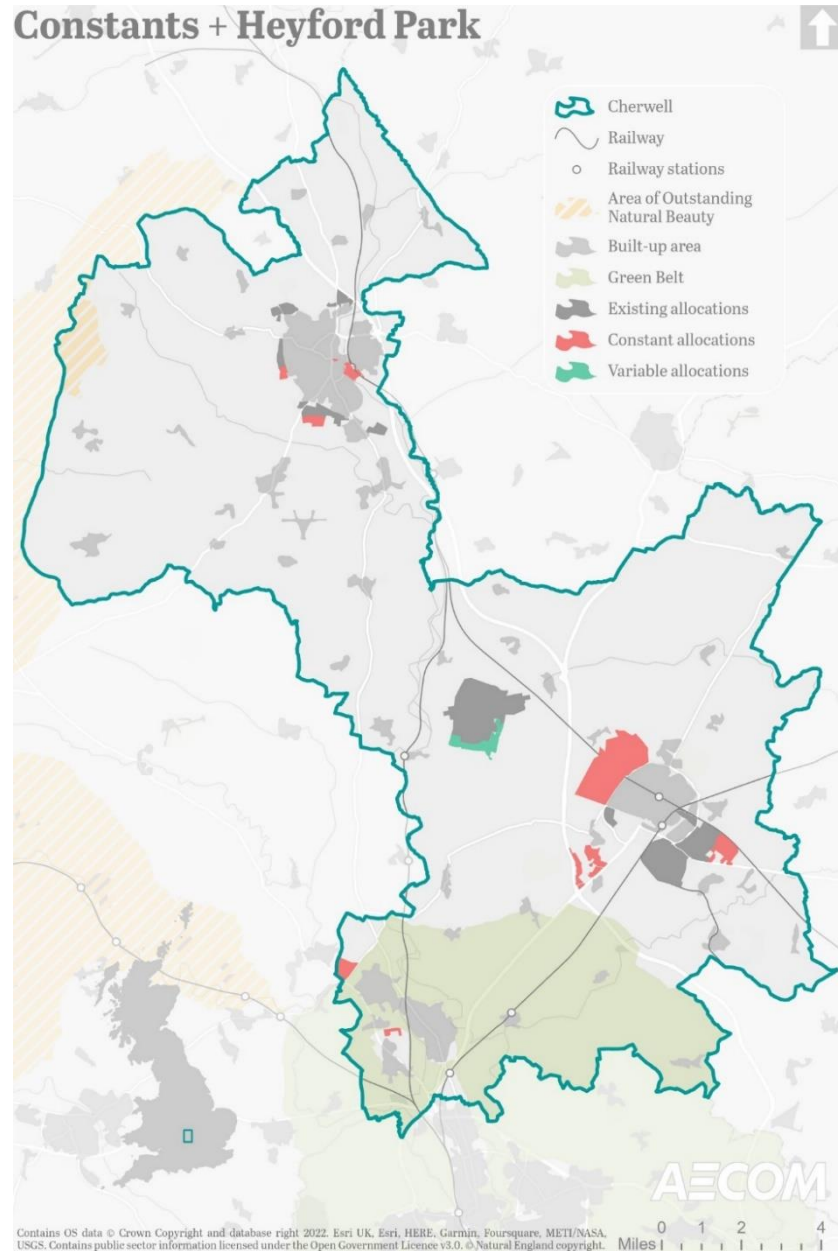 Constants + Heyford Park
Cherwell
Railway
Railway stations
Area of Outstanding
Natural Beauty
Built-up area
Green Belt
Existing allocations
Constant allocations
Variable allocations
AECOM
Contains OS data © Crown Copyright and database right 2022. Esri UK, Esri, HERE, Garmin, Foursquare, METI/NASA,
USGS. Contains public sector information licensed under the Open Government Licence v3.0. © Natural England copyright.
Miles
0 1 2 4